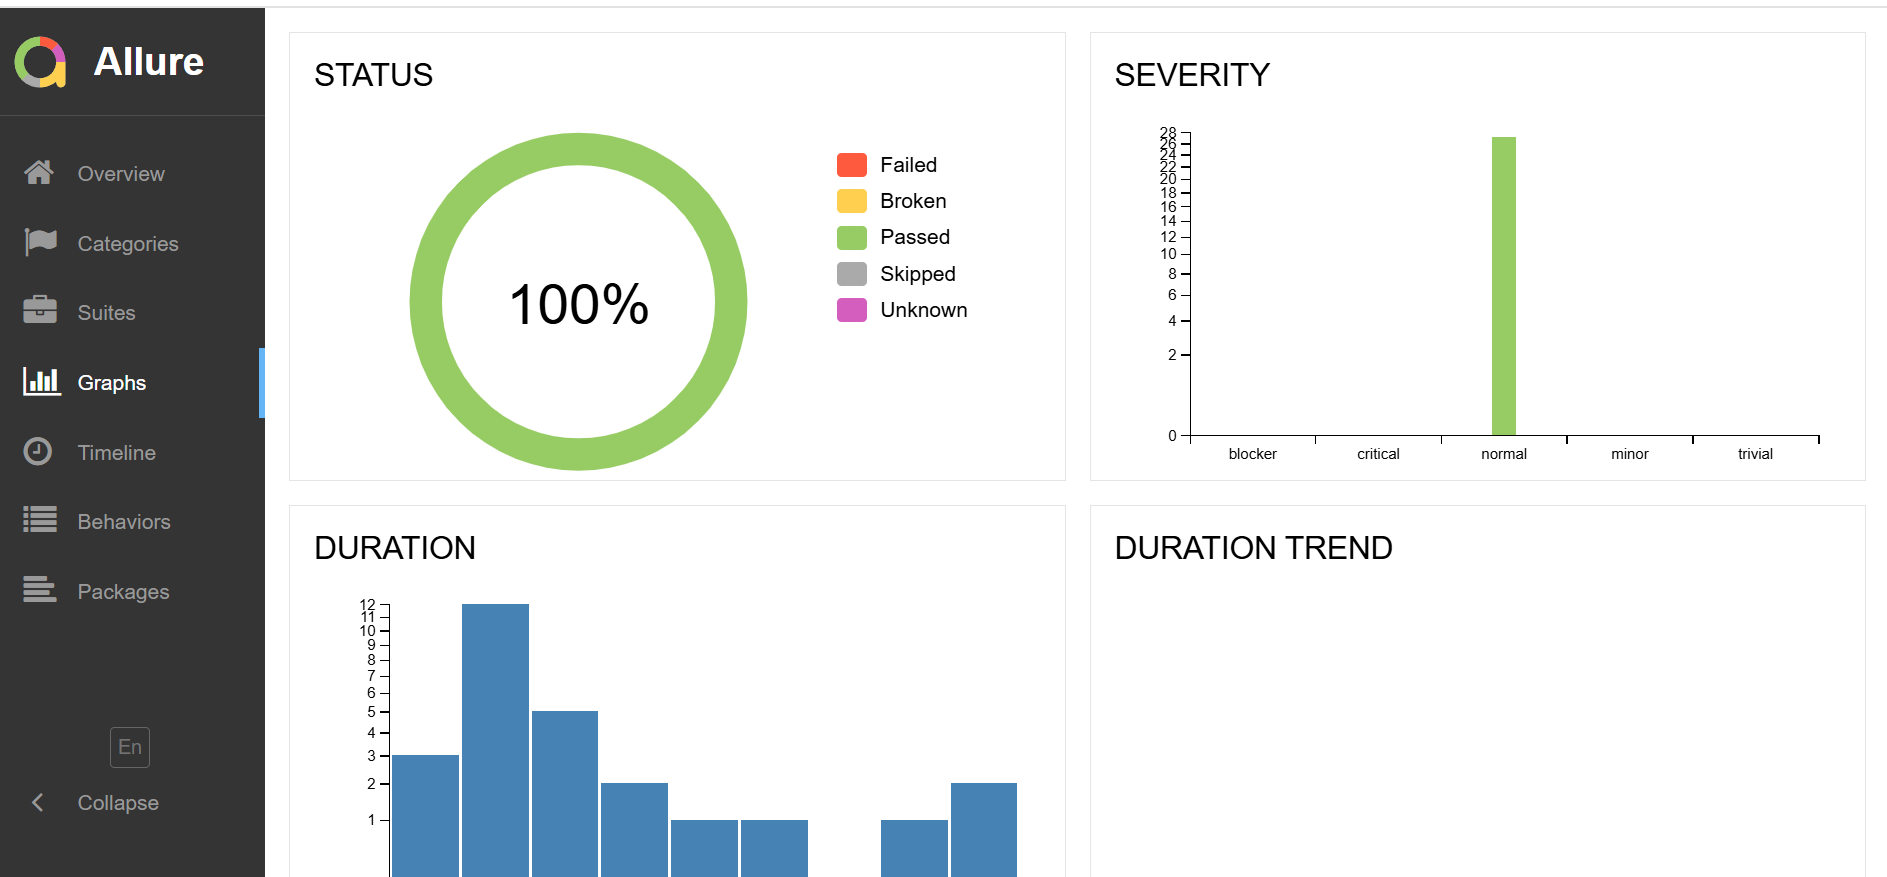 Allure
Overview
Categories
Suites
Graphs
Timeline
Behaviors
Packages
En
Collapse
STATUS
100%
Failed
Broken
Passed
Skipped
Unknown
SEVERITY
28
26
24
22
20
18
16
14
12
10
8
6
4
2
0
blocker critical normal minor trivial
DURATION
12
11
10
9
8
7
6
5
4
3
2
1
DURATION TREND